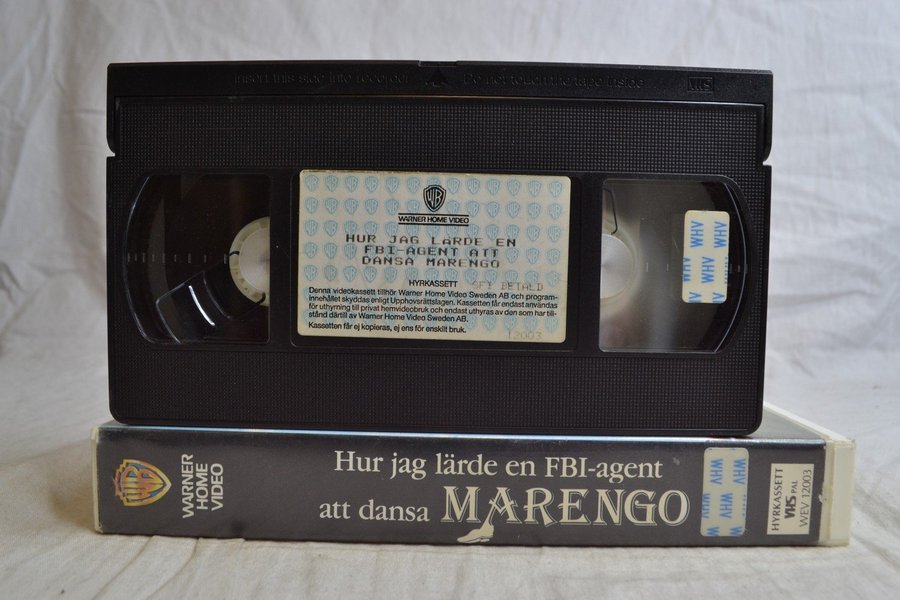 Insert this side into recorder
Do not touch the tape inside
VHS
WB
WARNER HOME VIDEO
HUR JAG LÄRDE EN
FBI-AGENT ATT
DANSA MARENGO
HYRKASSETT SFI BETALD
Denna videokassett tillhör Warner Home Video Sweden AB och program-
innehållet skyddas enligt Upphovsrättslagen. Kassetten får endast användas
för uthyrning till privat hemvideobruk och endast uthyras av den som har till-
stånd därtill av Warner Home Video Sweden AB.
Kassetten får ej kopieras, ej ens för enskilt bruk.
12003
WHV
WHV WHV
WB
WARNER
HOME
VIDEO
Hur jag lärde en FBI-agent
att dansa MARENGO
WHV WHV
HYRKASSETT
VHS PAL
WEV 12003